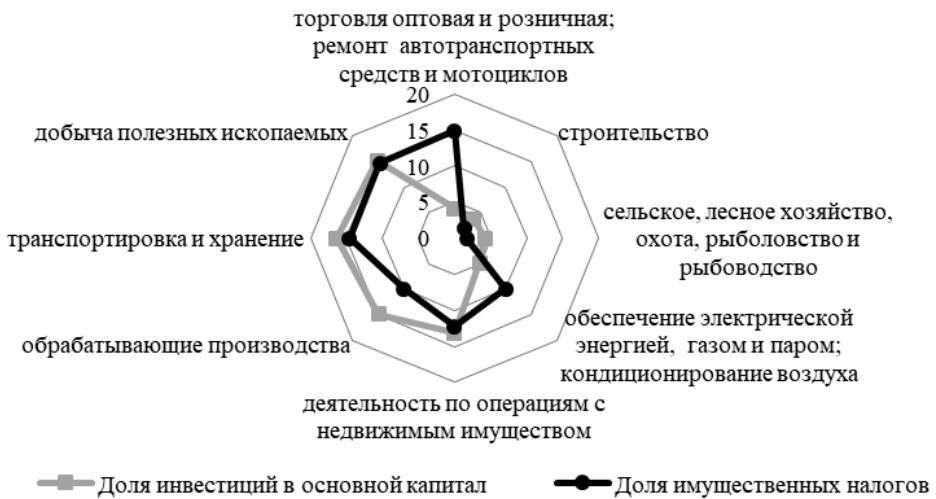 торговля оптовая и розничная;
ремонт автотранспортных
средств и мотоциклов
20
добыча полезных ископаемых
15
строительство
10
5
сельское, лесное хозяйство,
охота, рыболовство и
рыбоводство
транспортировка и хранение
0
обрабатывающие производства
обеспечение электрической
энергией, газом и паром;
кондиционирование воздуха
деятельность по операциям с
недвижимым имуществом
Доля инвестиций в основной капитал
Доля имущественных налогов